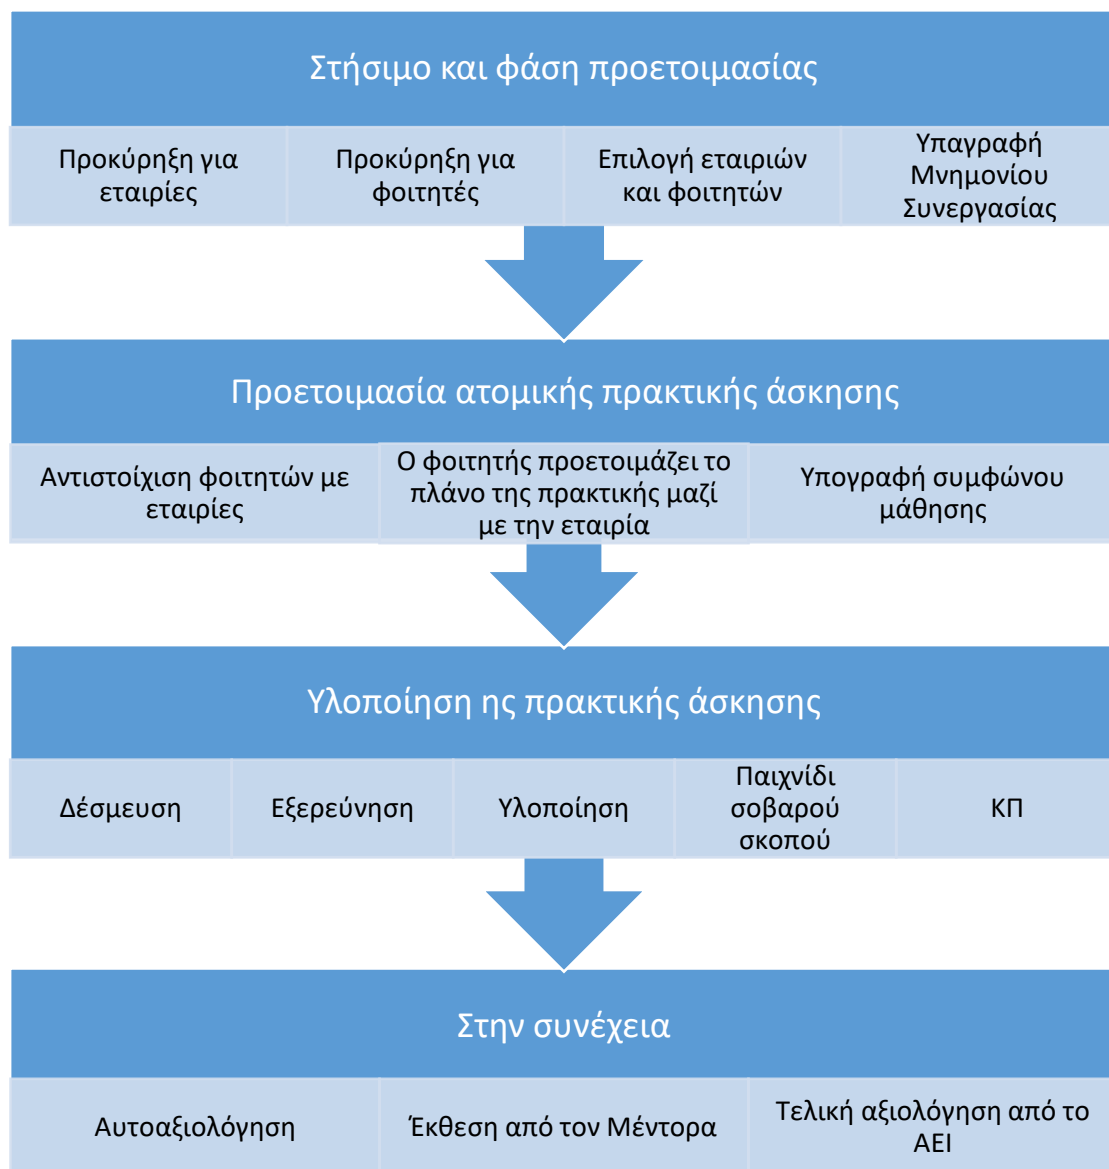 Στήσιμο και φάση προετοιμασίας
Προκύρηξη για
εταιρίες
Προκύρηξη για
φοιτητές
Επιλογή εταιριών
και φοιτητών
Υπαγραφή
Μνημονίου
Συνεργασίας
Προετοιμασία ατομικής πρακτικής άσκησης
Αντιστοίχιση φοιτητών με
εταιρίες
Ο φοιτητής προετοιμάζει το
πλάνο της πρακτικής μαζί
με την εταιρία
Υπογραφή συμφώνου
μάθησης
Υλοποίηση ης πρακτικής άσκησης
Δέσμευση
Εξερεύνηση
Υλοποίηση
Παιχνίδι
σοβαρού
σκοπού
ΚΠ
Στην συνέχεια
Αυτοαξιολόγηση
Έκθεση από τον Μέντορα
Τελική αξιολόγηση από το
ΑΕΙ